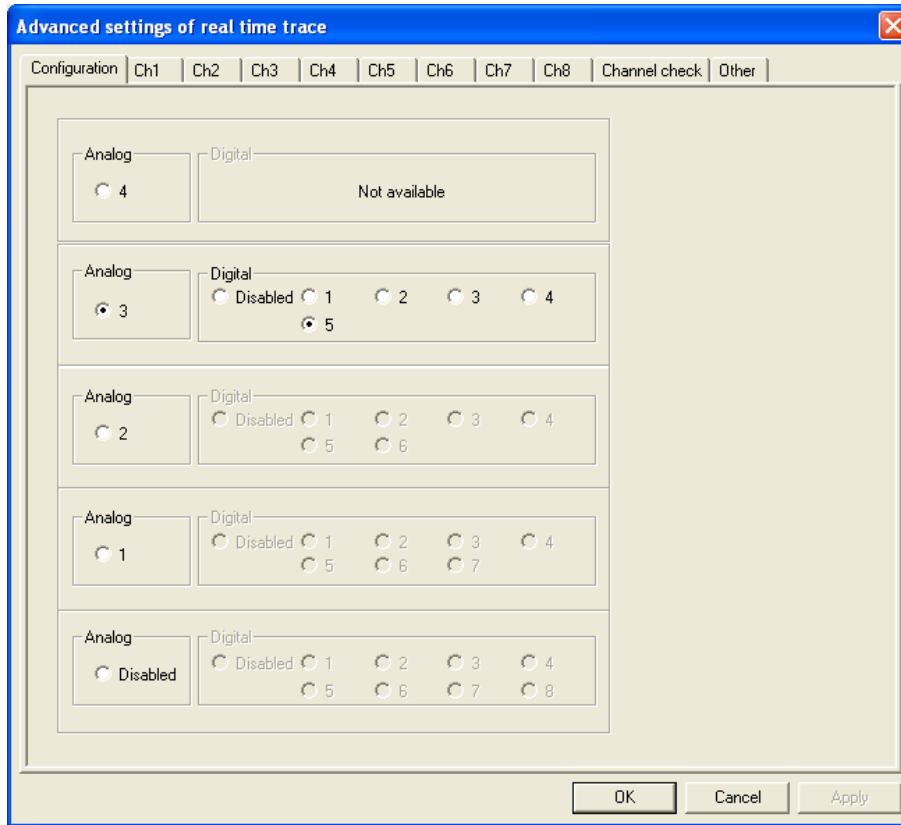 Advanced settings of real time trace
Configuration Ch1 Ch2 Ch3 Ch4 Ch5 Ch6 Ch7 Ch8 Channel check Other
Analog Digital
4 Not available
Analog Digital
Disabled 1 2 3 4
3
5
Analog Digital
Disabled 1 2 3 4
2
5 6
Analog Digital
Disabled 1 2 3 4
1
5 6 7
Analog Digital
Disabled 1 2 3 4
Disabled
5 6 7 8
OK Cancel Apply